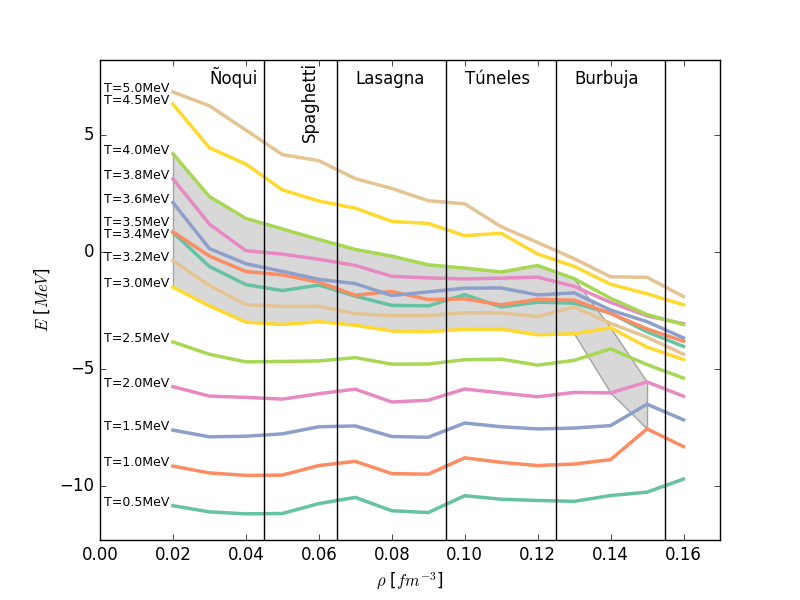 Ñoqui
Spaghetti
Lasagna
Túneles
Burbuja
T=5.0MeV
T=4.5MeV
T=4.0MeV
T=3.8MeV
T=3.6MeV
T=3.5MeV
T=3.4MeV
T=3.2MeV
T=3.0MeV
T=2.5MeV
T=2.0MeV
T=1.5MeV
T=1.0MeV
T=0.5MeV
5
0
−5
−10
E [MeV]
0.00 0.02 0.04 0.06 0.08 0.10 0.12 0.14 0.16
ρ [fm⁻³]